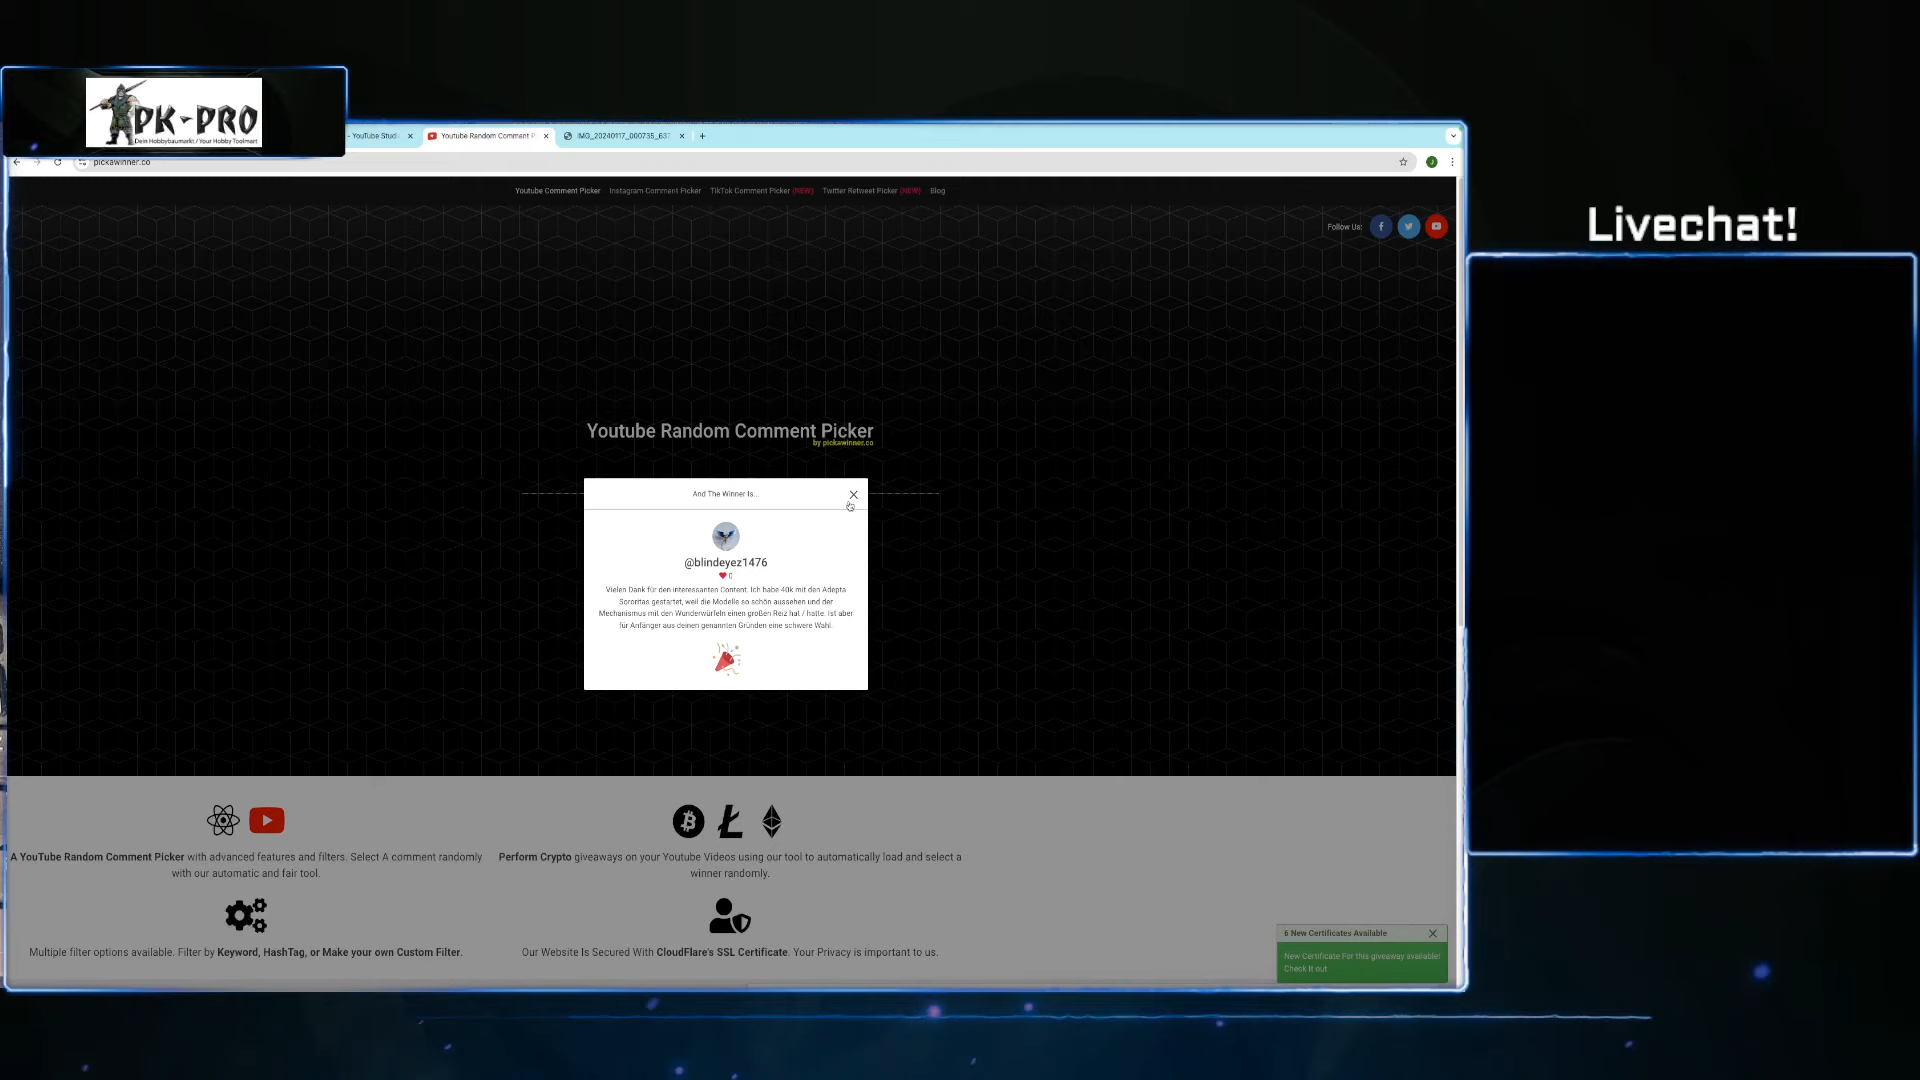 PK-PRO
Dein Hobbybaumarkt / Your Hobby Toolmart
- YouTube Studi
Youtube Random Comment P
IMG_20240117_000735_637
pickawinner.co
J
Youtube Comment Picker Instagram Comment Picker TikTok Comment Picker (NEW) Twitter Retweet Picker (NEW) Blog
Follow Us:
Livechat!
Youtube Random Comment Picker
by pickawinner.co
And The Winner Is...
@blindeyez1476
0
Vielen Dank für den interessanten Content. Ich habe 40k mit den Adepta
Sororitas gestartet, weil die Modelle so schön aussehen und der
Mechanismus mit den Wunderwürfeln einen großen Reiz hat / hatte. Ist aber
für Anfänger aus deinen genannten Gründen eine schwere Wahl.
A YouTube Random Comment Picker with advanced features and filters. Select A comment randomly
with our automatic and fair tool.
Perform Crypto giveaways on your Youtube Videos using our tool to automatically load and select a
winner randomly.
Multiple filter options available. Filter by Keyword, HashTag, or Make your own Custom Filter.
Our Website Is Secured With CloudFlare's SSL Certificate. Your Privacy is important to us.
6 New Certificates Available
New Certificate For this giveaway available!
Check It out